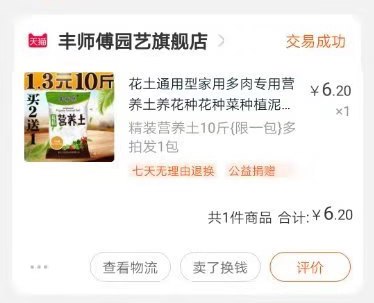 天猫 丰师傅园艺旗舰店
交易成功
1.3元10斤
买2送1
营养土
花土通用型家用多肉专用营
养土养花种花种菜种植泥...
¥6.20
×1
精装营养土10斤{限一包}多
拍发1包
七天无理由退换 公益捐赠
共1件商品 合计:¥6.20
查看物流
卖了换钱
评价